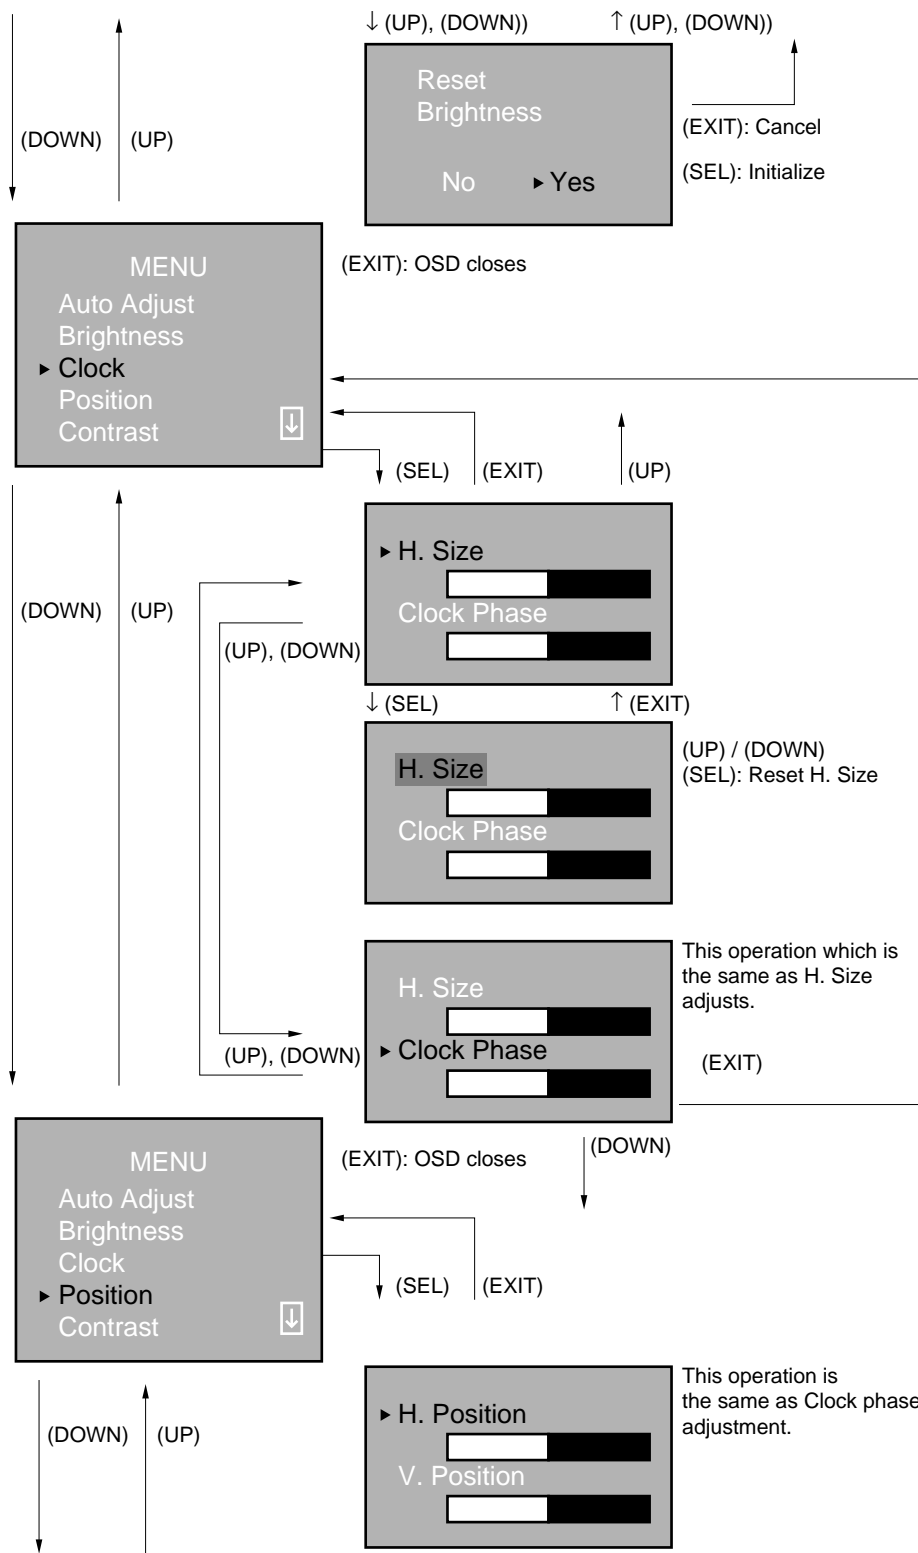 ↓ (UP), (DOWN))
↑ (UP), (DOWN))
(DOWN)
(UP)
Reset
Brightness
No
▸ Yes
(EXIT): Cancel
(SEL): Initialize
MENU
Auto Adjust
Brightness
▸ Clock
Position
Contrast
↓
(EXIT): OSD closes
(SEL)
(EXIT)
(UP)
▸ H. Size
Clock Phase
(DOWN)
(UP)
(UP), (DOWN)
↓ (SEL)
↑ (EXIT)
H. Size
Clock Phase
(UP) / (DOWN)
(SEL): Reset H. Size
H. Size
▸ Clock Phase
(UP), (DOWN)
This operation which is
the same as H. Size
adjusts.
(EXIT)
(DOWN)
MENU
Auto Adjust
Brightness
Clock
▸ Position
Contrast
↓
(EXIT): OSD closes
(SEL)
(EXIT)
▸ H. Position
V. Position
This operation is
the same as Clock phase
adjustment.
(DOWN)
(UP)